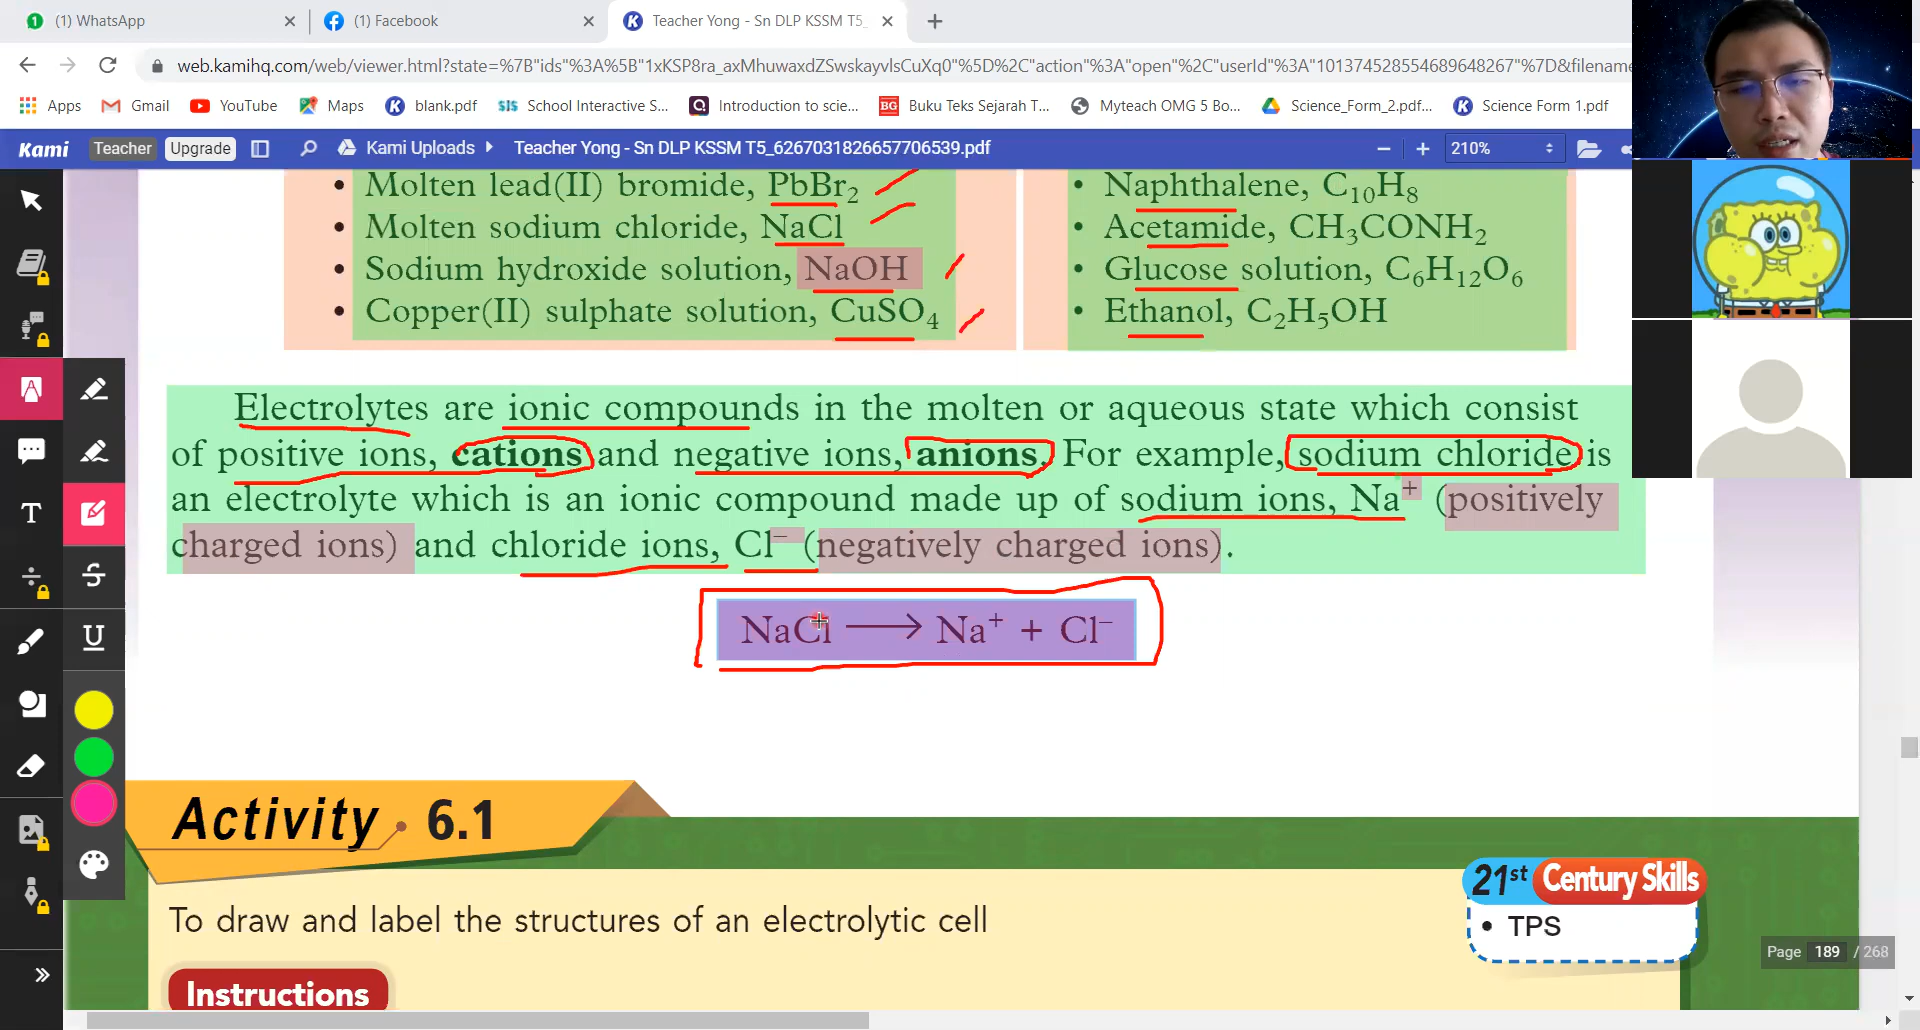 (1) WhatsApp
(1) Facebook
Teacher Yong - Sn DLP KSSM T5_
web.kamihq.com/web/viewer.html?state=%7B"ids"%3A%5B"1xKSP8ra_axMhuwaxdZSwskayvlsCuXq0"%5D%2C"action"%3A"open"%2C"userId"%3A"101374528554689648267"%7D&filename
Apps Gmail YouTube Maps blank.pdf School Interactive S... Introduction to scie... Buku Teks Sejarah T... Myteach OMG 5 Bo... Science_Form_2.pdf... Science Form 1.pdf
Kami Teacher Upgrade Kami Uploads Teacher Yong - Sn DLP KSSM T5_6267031826657706539.pdf 210%
• Molten lead(II) bromide, PbBr₂
• Molten sodium chloride, NaCl
• Sodium hydroxide solution, NaOH
• Copper(II) sulphate solution, CuSO₄
• Naphthalene, C₁₀H₈
• Acetamide, CH₃CONH₂
• Glucose solution, C₆H₁₂O₆
• Ethanol, C₂H₅OH
Electrolytes are ionic compounds in the molten or aqueous state which consist
of positive ions, cations and negative ions, anions. For example, sodium chloride is
an electrolyte which is an ionic compound made up of sodium ions, Na⁺ (positively
charged ions) and chloride ions, Cl⁻ (negatively charged ions).
NaCl ⟶ Na⁺ + Cl⁻
Activity 6.1
21st Century Skills
• TPS
To draw and label the structures of an electrolytic cell
Instructions
Page 189 / 268